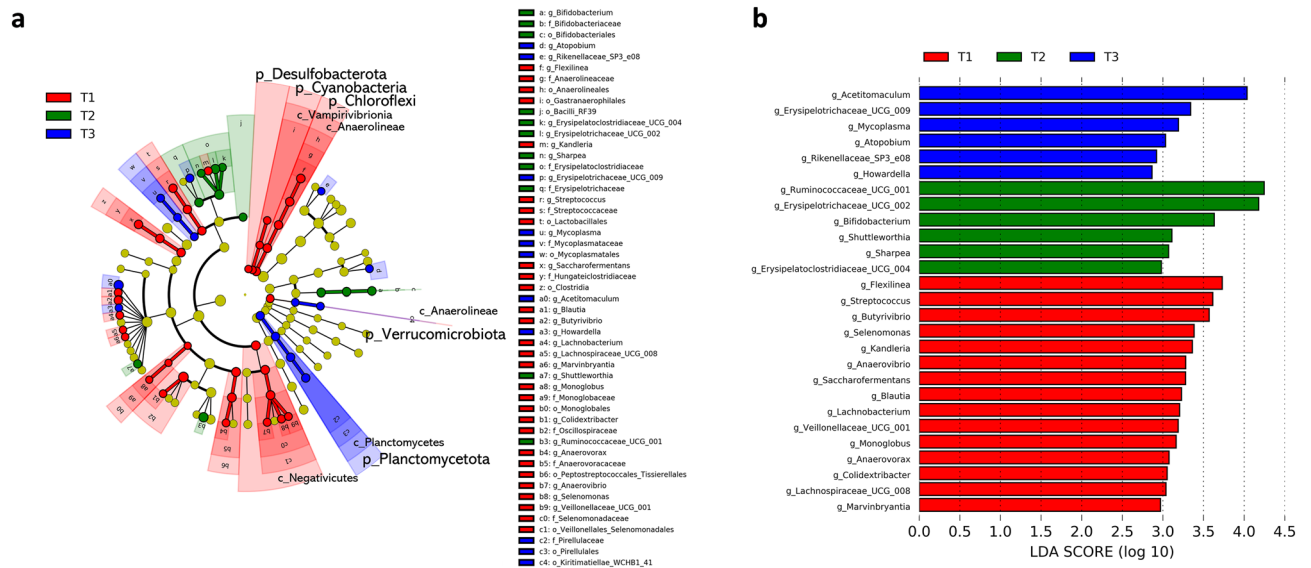 a
T1
T2
T3
p_Desulfobacterota
p_Cyanobacteria
p_Chloroflexi
c_Vampirivibrionia
c_Anaerolineae
c_Anaerolineae
p_Verrucomicrobiota
c_Planctomycetes
p_Planctomycetota
c_Negativicutes
a: g_Bifidobacterium
b: f_Bifidobacteriaceae
c: o_Bifidobacteriales
d: g_Atopobium
e: g_Rikenellaceae_SP3_e08
f: g_Flexilinea
g: f_Anaerolineaceae
h: o_Anaerolineales
i: o_Gastranaerophilales
j: o_Bacilli_RF39
k: g_Erysipelatoclostridiaceae_UCG_004
l: g_Erysipelotrichaceae_UCG_002
m: g_Kandleria
n: g_Sharpea
o: f_Erysipelatoclostridiaceae
p: g_Erysipelotrichaceae_UCG_009
q: f_Erysipelotrichaceae
r: g_Streptococcus
s: f_Streptococcaceae
t: o_Lactobacillales
u: g_Mycoplasma
v: f_Mycoplasmataceae
w: o_Mycoplasmatales
x: g_Saccharofermentans
y: f_Hungateiclostridiaceae
z: o_Clostridia
a0: g_Acetitomaculum
a1: g_Blautia
a2: g_Butyrivibrio
a3: g_Howardella
a4: g_Lachnobacterium
a5: g_Lachnospiraceae_UCG_008
a6: g_Marvinbryantia
a7: g_Shuttleworthia
a8: g_Monoglobus
a9: f_Monoglobaceae
b0: o_Monoglobales
b1: g_Colidextribacter
b2: f_Oscillospiraceae
b3: g_Ruminococcaceae_UCG_001
b4: g_Anaerovorax
b5: f_Anaerovoracaceae
b6: o_Peptostreptococcales_Tissierellales
b7: g_Anaerovibrio
b8: g_Selenomonas
b9: g_Veillonellaceae_UCG_001
c0: f_Selenomonadaceae
c1: o_Veillonellales_Selenomonadales
c2: f_Pirellulaceae
c3: o_Pirellulales
c4: o_Kiritimatiellae_WCHB1_41
b
T1 T2 T3
g_Acetitomaculum
g_Erysipelotrichaceae_UCG_009
g_Mycoplasma
g_Atopobium
g_Rikenellaceae_SP3_e08
g_Howardella
g_Ruminococcaceae_UCG_001
g_Erysipelotrichaceae_UCG_002
g_Bifidobacterium
g_Shuttleworthia
g_Sharpea
g_Erysipelatoclostridiaceae_UCG_004
g_Flexilinea
g_Streptococcus
g_Butyrivibrio
g_Selenomonas
g_Kandleria
g_Anaerovibrio
g_Saccharofermentans
g_Blautia
g_Lachnobacterium
g_Veillonellaceae_UCG_001
g_Monoglobus
g_Anaerovorax
g_Colidextribacter
g_Lachnospiraceae_UCG_008
g_Marvinbryantia
0.0 0.5 1.0 1.5 2.0 2.5 3.0 3.5 4.0 4.5
LDA SCORE (log 10)